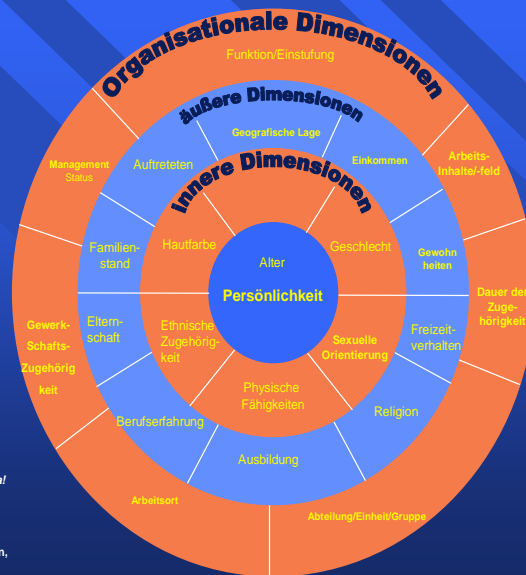 Organisationale Dimensionen
Funktion/Einstufung
äußere Dimensionen
Geografische Lage
Auftreteten
Einkommen
Management
Status
Arbeits-
Inhalte/-feld
innere Dimensionen
Hautfarbe
Geschlecht
Familien-
stand
Gewohn
heiten
Alter
Persönlichkeit
Dauer der
Zuge-
hörigkeit
Gewerk-
Schafts-
Zugehörig
keit
Eltern-
schaft
Ethnische
Zugehörig-
keit
Sexuelle
Orientierung
Freizeit-
verhalten
Physische
Fähigkeiten
Religion
Berufserfahrung
Ausbildung
Arbeitsort
Abteilung/Einheit/Gruppe